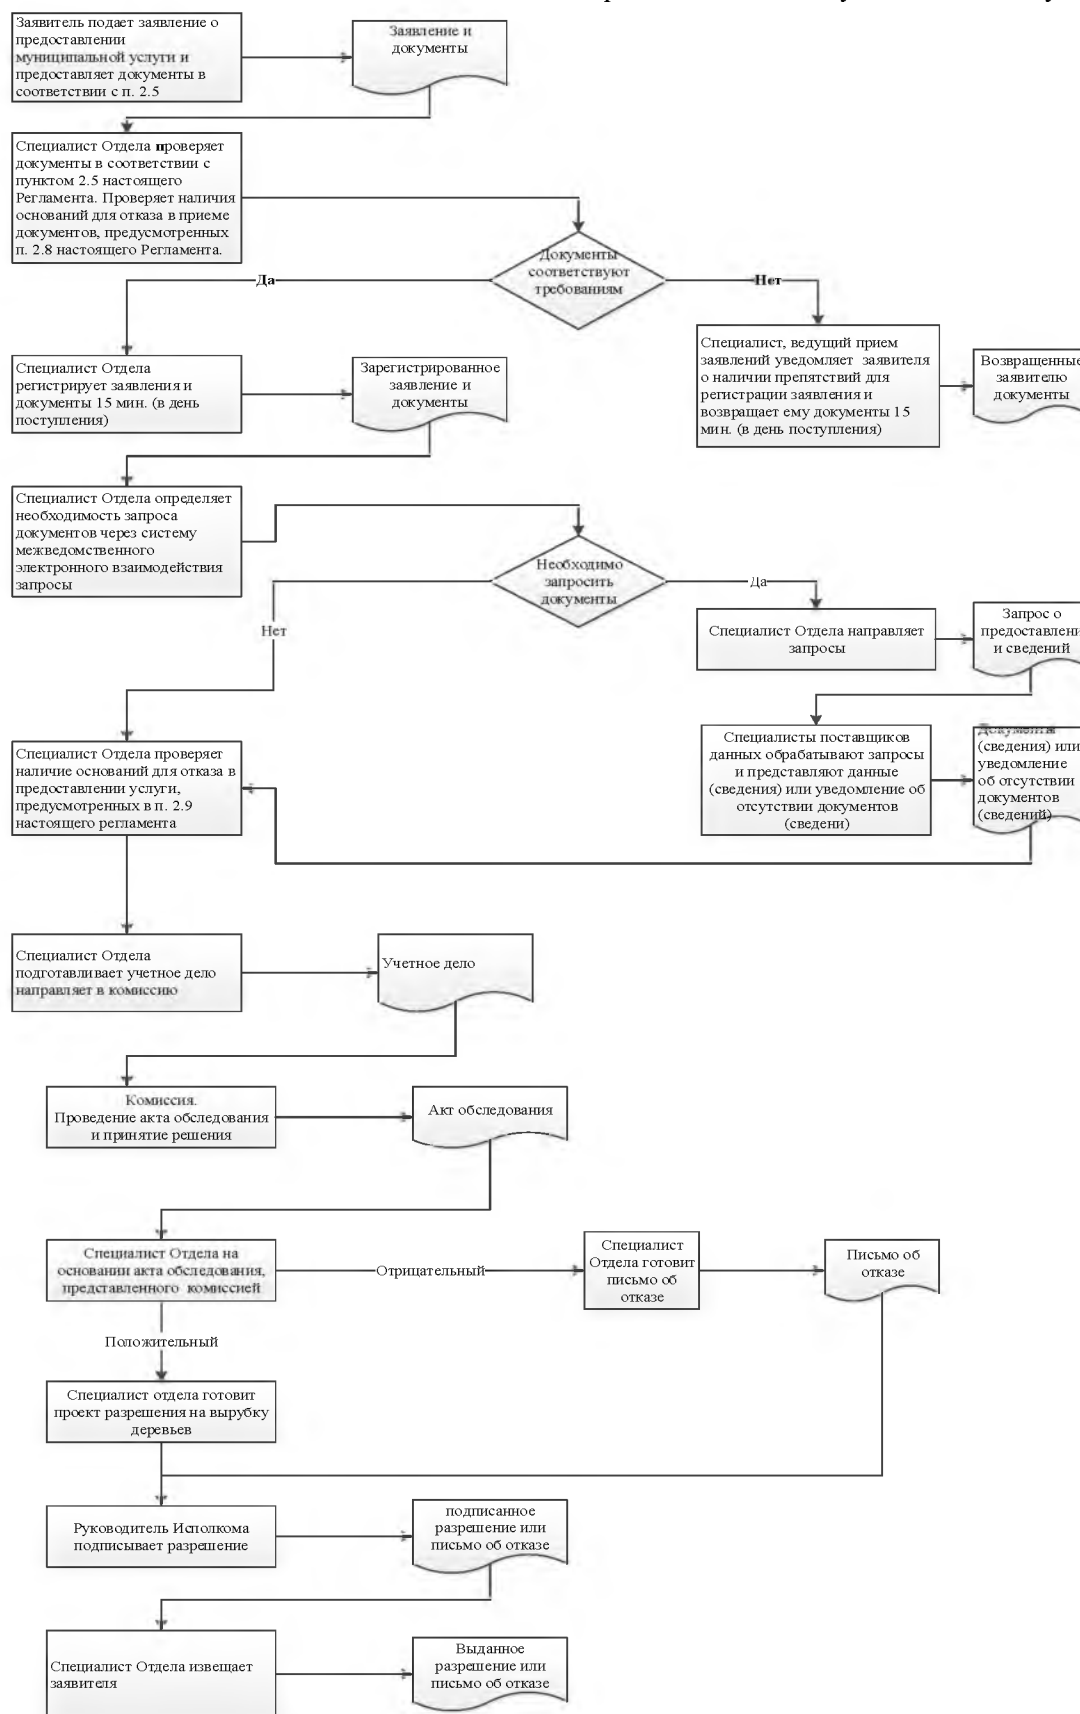 Заявитель подает заявление о
предоставлении
муниципальной услуги и
предоставляет документы в
соответствии с п. 2.5
Заявление и
документы
Специалист Отдела проверяет
документы в соответствии с
пунктом 2.5 настоящего
Регламента. Проверяет наличия
оснований для отказа в приеме
документов, предусмотренных
п. 2.8 настоящего Регламента.
Документы
соответствуют
требованиям
Да
Нет
Специалист Отдела
регистрирует заявления и
документы 15 мин. (в день
поступления)
Зарегистрированное
заявление и
документы
Специалист, ведущий прием
заявлений уведомляет заявителя
о наличии препятствий для
регистрации заявления и
возвращает ему документы 15
мин. (в день поступления)
Возвращенные
заявителю
документы
Специалист Отдела определяет
необходимость запроса
документов через систему
межведомственного
электронного взаимодействия
запросы
Необходимо
запросить
документы
Да
Нет
Специалист Отдела направляет
запросы
Запрос о
предоставлени
и сведений
Специалисты поставщиков
данных обрабатывают запросы
и представляют данные
(сведения) или уведомление об
отсутствии документов
(сведени)
Документы
(сведения) или
уведомление
об отсутствии
документов
(сведений)
Специалист Отдела проверяет
наличие оснований для отказа в
предоставлении услуги,
предусмотренных в п. 2.9
настоящего регламента
Специалист Отдела
подготавливает учетное дело
направляет в комиссию
Учетное дело
Комиссия.
Проведение акта обследования
и принятие решения
Акт обследования
Специалист Отдела на
основании акта обследования,
представленного комиссией
Отрицательный
Специалист
Отдела готовит
письмо об
отказе
Письмо об
отказе
Положительный
Специалист отдела готовит
проект разрешения на вырубку
деревьев
Руководитель Исполкома
подписывает разрешение
подписанное
разрешение или
письмо об отказе
Специалист Отдела извещает
заявителя
Выданное
разрешение или
письмо об отказе